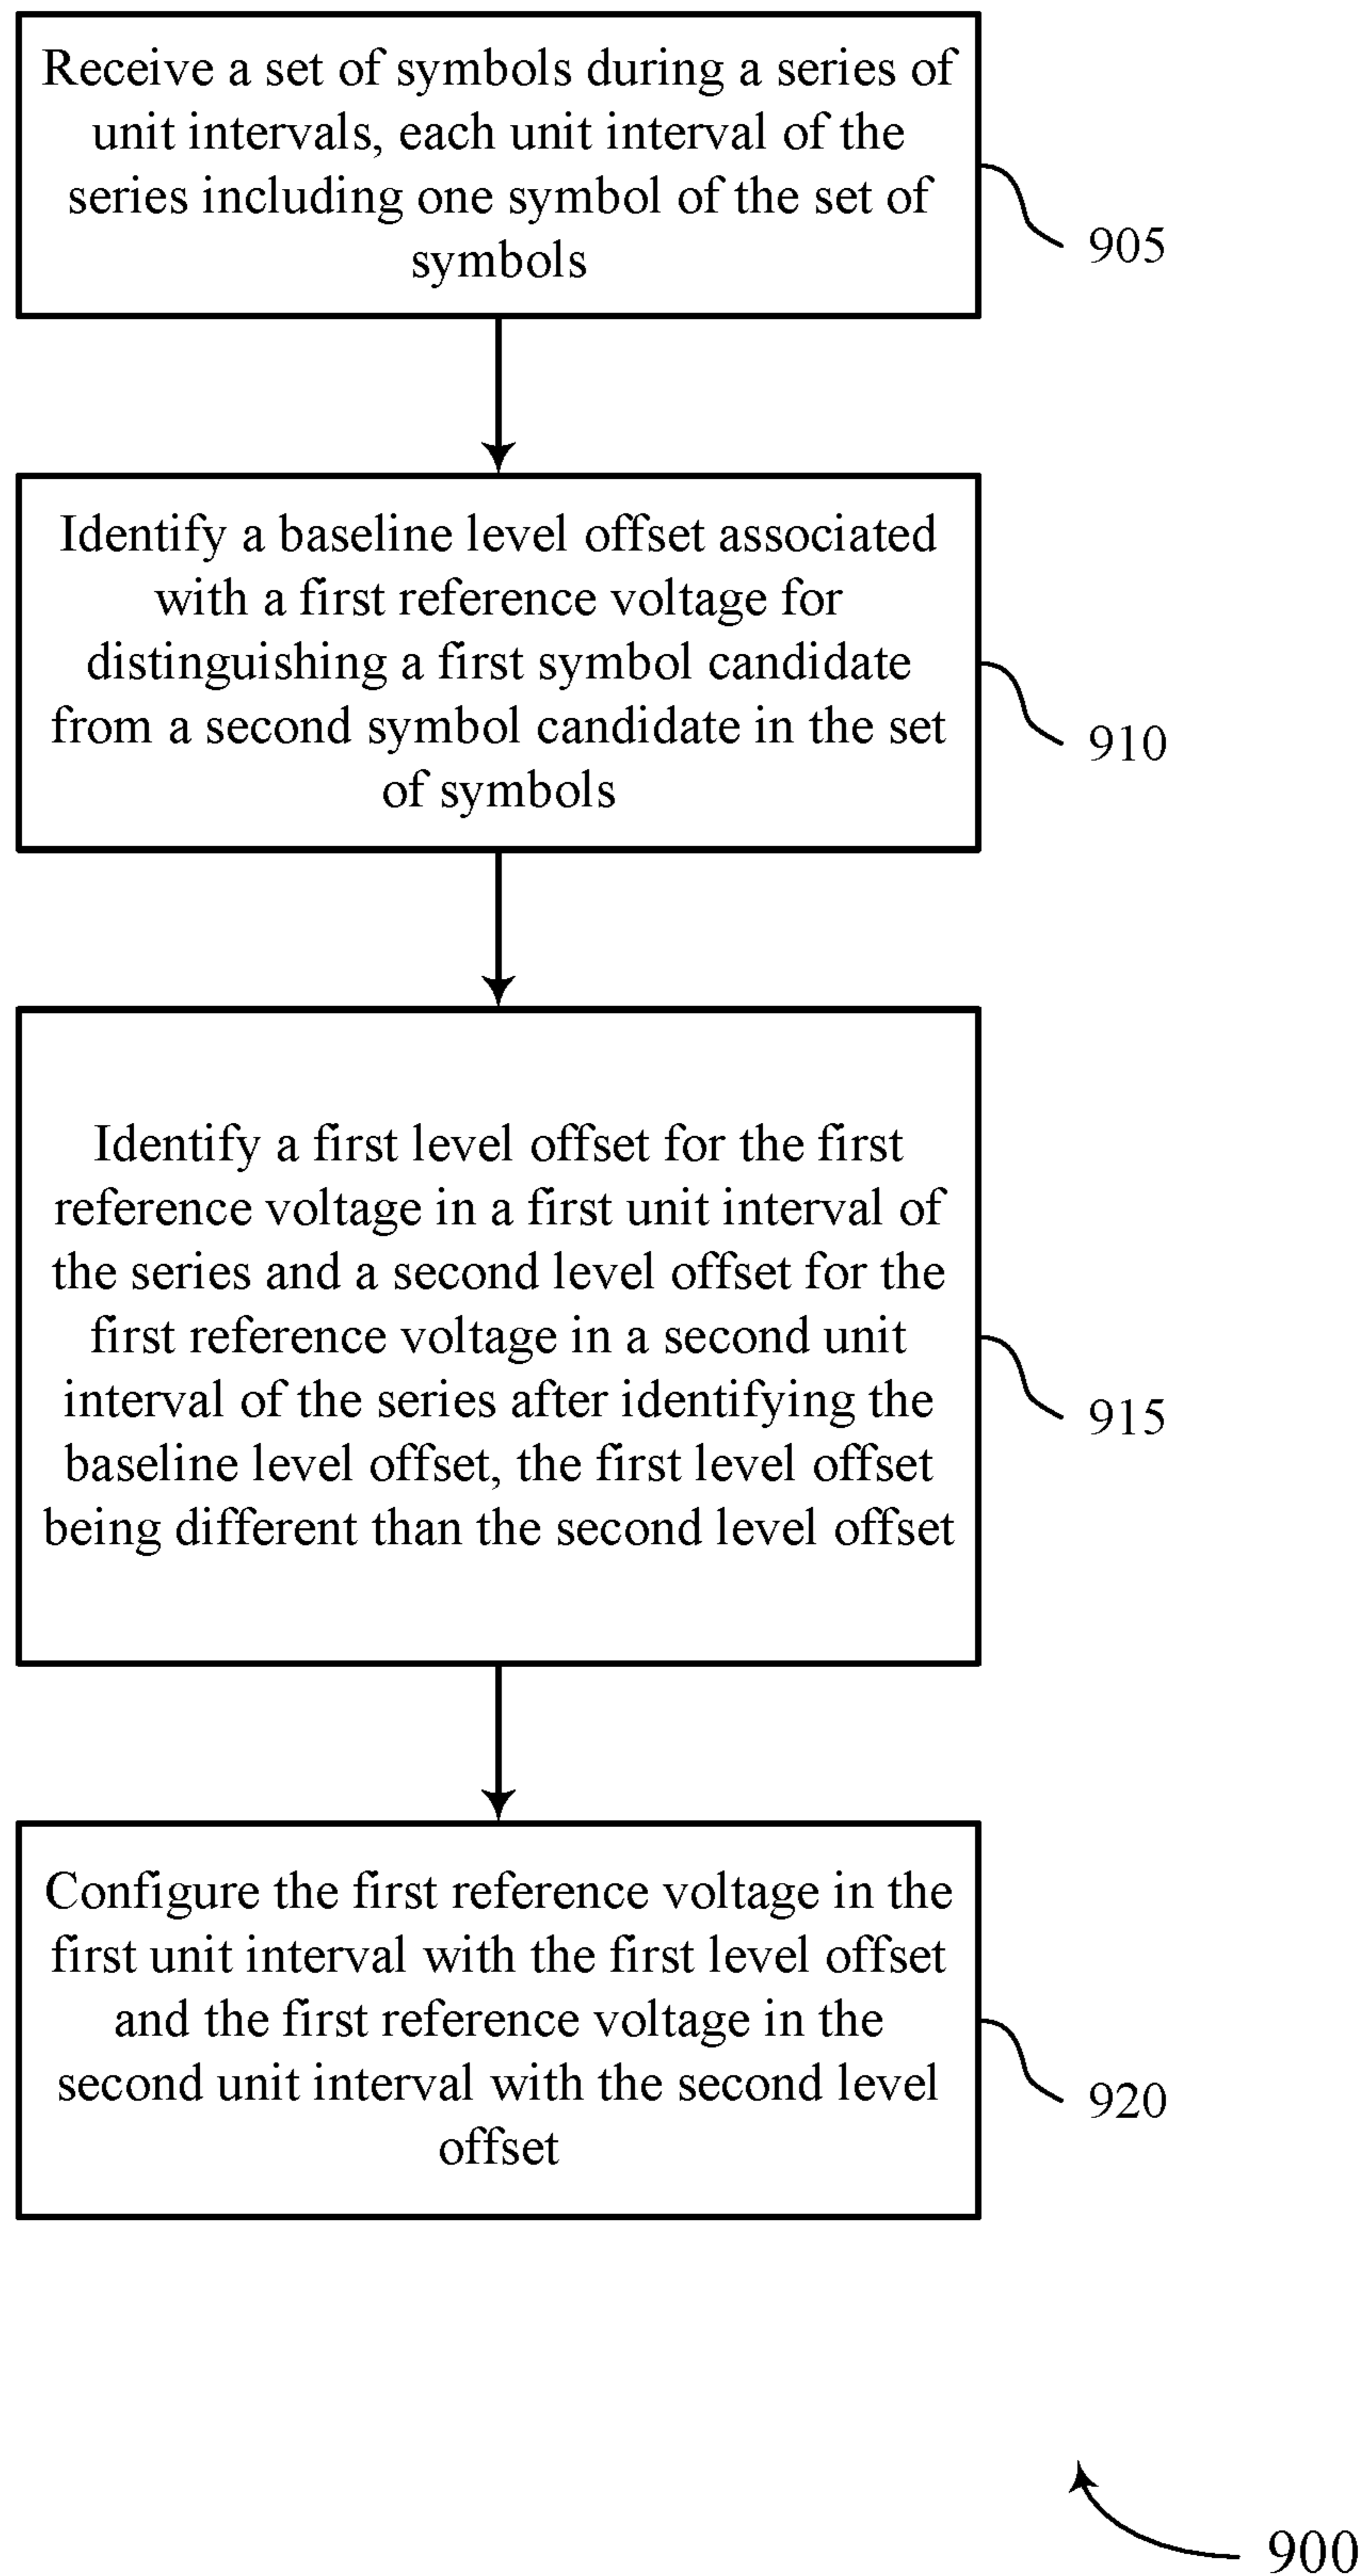 Receive a set of symbols during a series of
unit intervals, each unit interval of the
series including one symbol of the set of
symbols
905
Identify a baseline level offset associated
with a first reference voltage for
distinguishing a first symbol candidate
from a second symbol candidate in the set
of symbols
910
Identify a first level offset for the first
reference voltage in a first unit interval of
the series and a second level offset for the
first reference voltage in a second unit
interval of the series after identifying the
baseline level offset, the first level offset
being different than the second level offset
915
Configure the first reference voltage in the
first unit interval with the first level offset
and the first reference voltage in the
second unit interval with the second level
offset
920
900